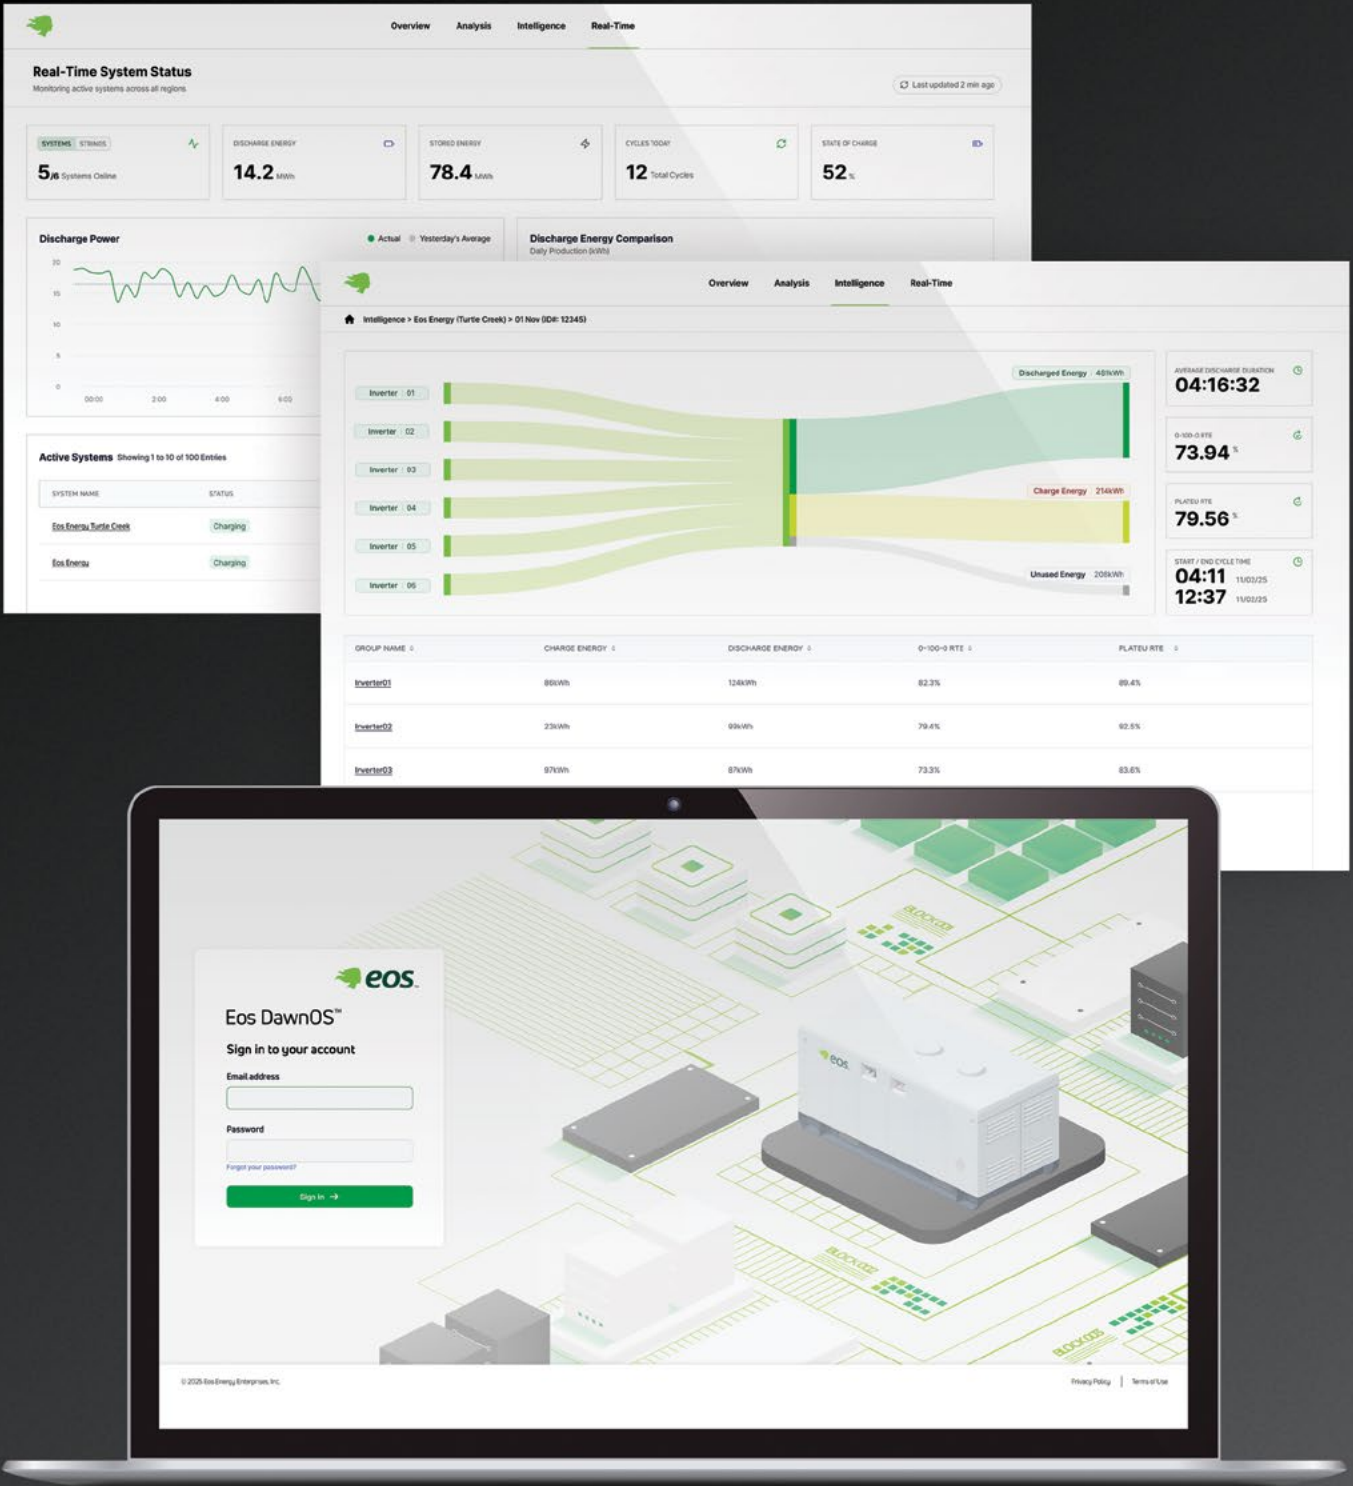 Overview Analysis Intelligence Real-Time
Real-Time System Status
Monitoring active systems across all regions
Last updated 2 min ago
SYSTEMS STRINGS
5/6 Systems Online
DISCHARGE ENERGY
14.2 MWh
STORED ENERGY
78.4 MWh
CYCLES TODAY
12 Total Cycles
STATE OF CHARGE
52 %
Discharge Power
Actual Yesterday's Average
20
15
10
5
0
00:00 2:00 4:00 6:00
Discharge Energy Comparison
Daily Production (kWh)
Active Systems Showing 1 to 10 of 100 Entries
SYSTEM NAME STATUS
Eos Energy Turtle Creek Charging
Eos Energy Charging
Overview Analysis Intelligence Real-Time
Intelligence > Eos Energy (Turtle Creek) > 01 Nov (ID#: 12345)
Inverter 01
Inverter 02
Inverter 03
Inverter 04
Inverter 05
Inverter 06
Discharged Energy 481kWh
Charge Energy 214kWh
Unused Energy 208kWh
AVERAGE DISCHARGE DURATION
04:16:32
0-100-0 RTE
73.94 %
PLATEU RTE
79.56 %
START / END CYCLE TIME
04:11 11/02/25
12:37 11/02/25
GROUP NAME CHARGE ENERGY DISCHARGE ENERGY 0-100-0 RTE PLATEU RTE
Inverter01 86kWh 124kWh 82.3% 89.4%
Inverter02 23kWh 99kWh 79.4% 92.5%
Inverter03 97kWh 87kWh 73.3% 83.6%
eos
Eos DawnOS™
Sign in to your account
Email address
Password
Forgot your password?
Sign in →
BLOCK001
eos
BLOCK002
BLOCK003
© 2025 Eos Energy Enterprises, Inc.
Privacy Policy | Terms of Use